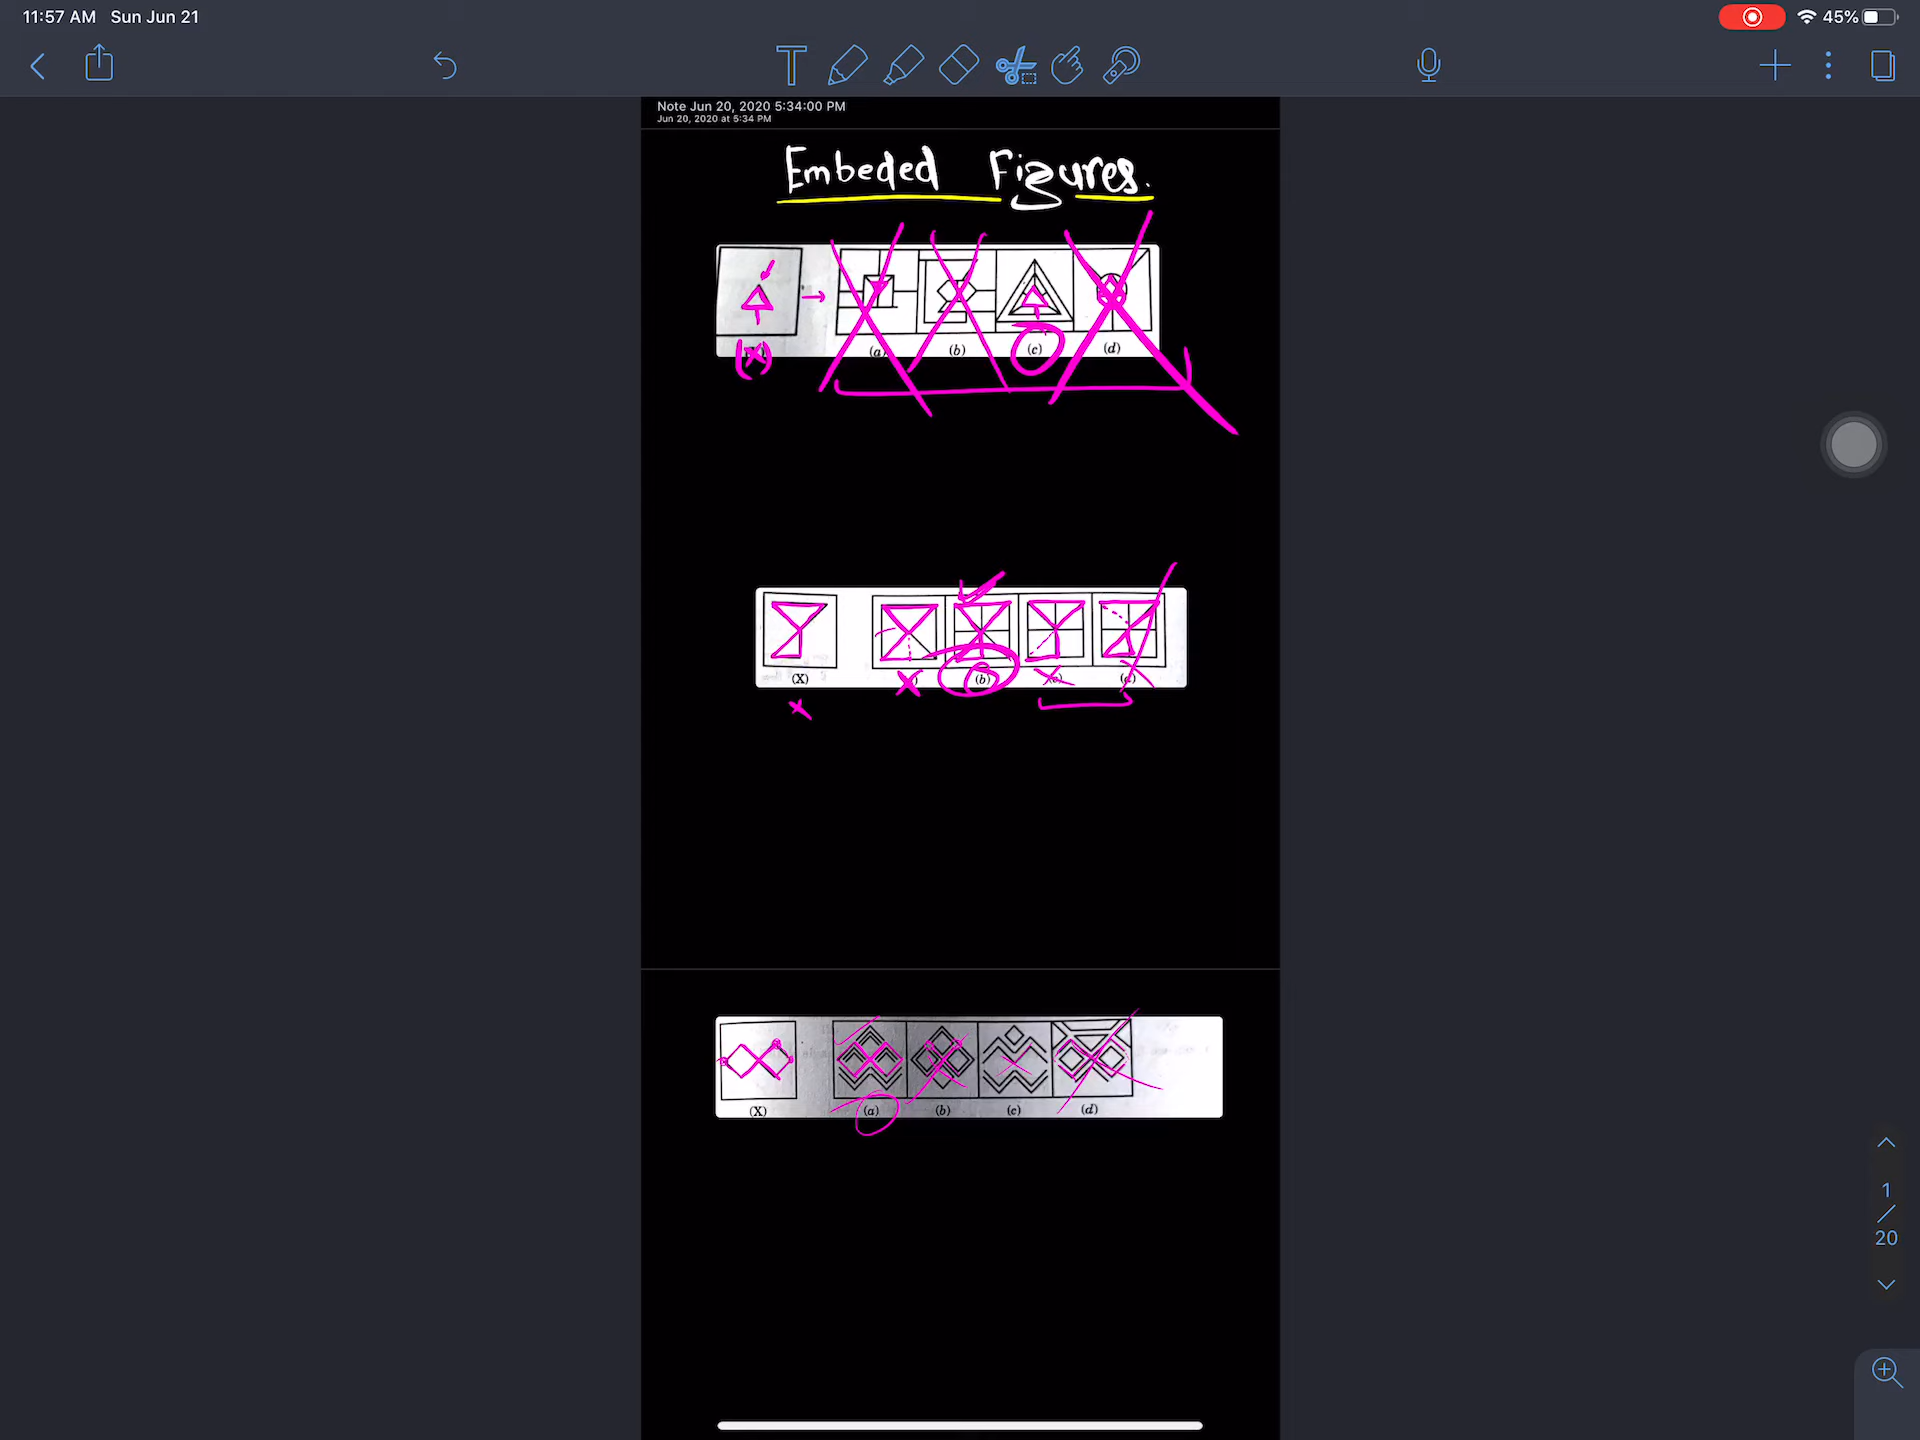 11:57 AM Sun Jun 21
45%
Note Jun 20, 2020 5:34:00 PM
Jun 20, 2020 at 5:34 PM
Embeded Figures.
(X) (a) (b) (c) (d)
(X) (b) (d)
(X) (a) (b) (c) (d)
1
/
20